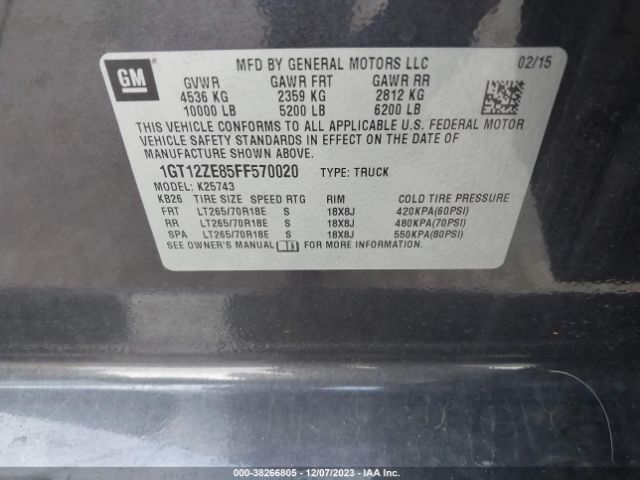 GM
MFD BY GENERAL MOTORS LLC 02/15
GVWR GAWR FRT GAWR RR
4536 KG 2359 KG 2812 KG
10000 LB 5200 LB 6200 LB
THIS VEHICLE CONFORMS TO ALL APPLICABLE U.S. FEDERAL MOTOR
VEHICLE SAFETY STANDARDS IN EFFECT ON THE DATE OF
MANUFACTURE SHOWN ABOVE.
1GT12ZE85FF570020 TYPE: TRUCK
MODEL: K25743
KB26 TIRE SIZE SPEED RTG RIM COLD TIRE PRESSURE
FRT LT265/70R18E S 18X8J 420KPA(60PSI)
RR LT265/70R18E S 18X8J 480KPA(70PSI)
SPA LT265/70R18E S 18X8J 550KPA(80PSI)
SEE OWNER'S MANUAL FOR MORE INFORMATION.
000-38266805 - 12/07/2023 - IAA Inc.